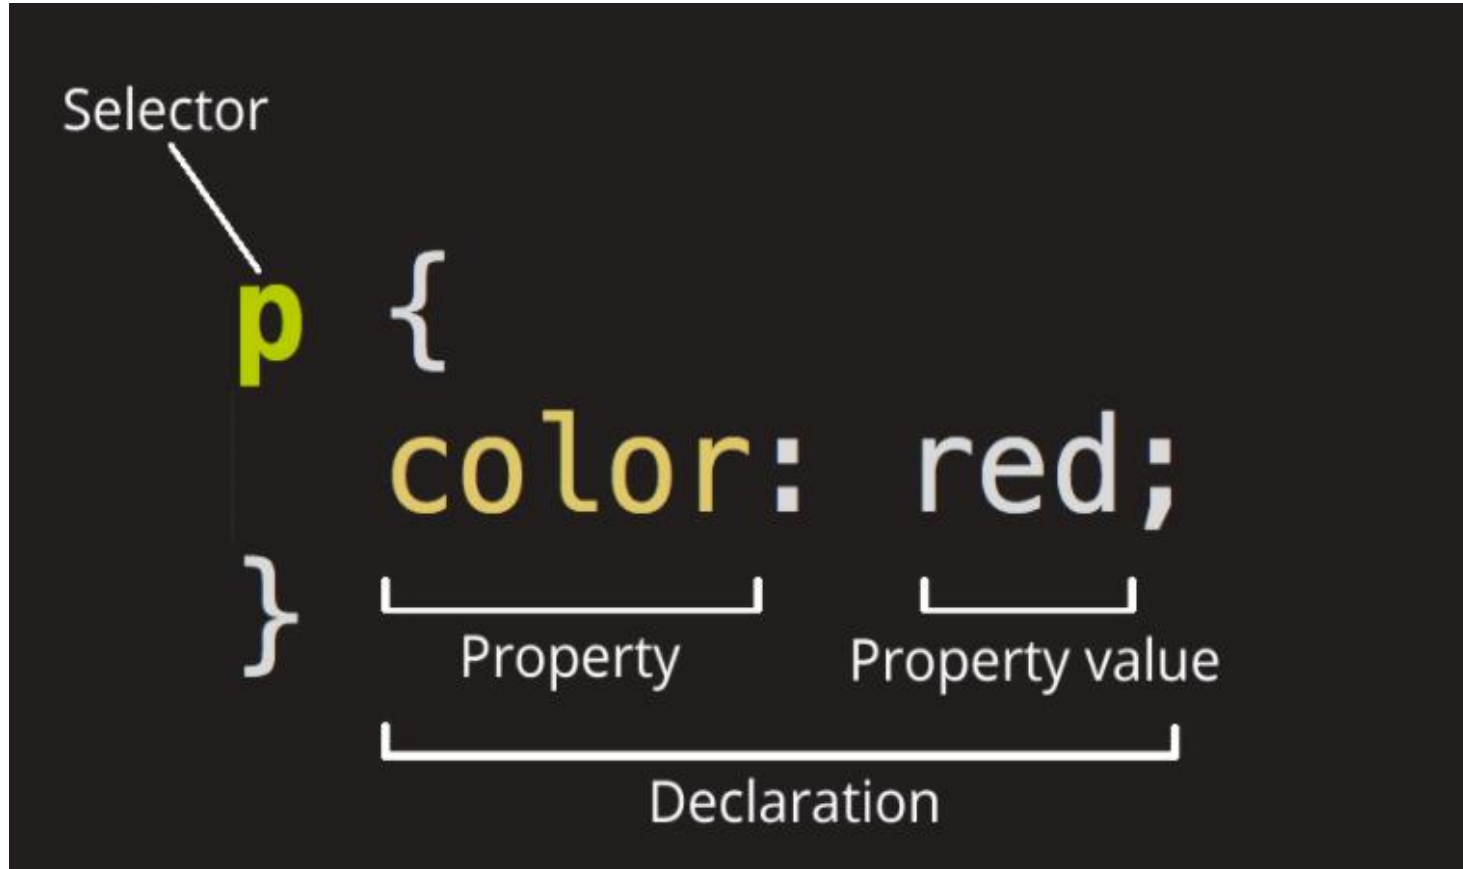 Selector
p {
color: red;
}
Property Property value
Declaration